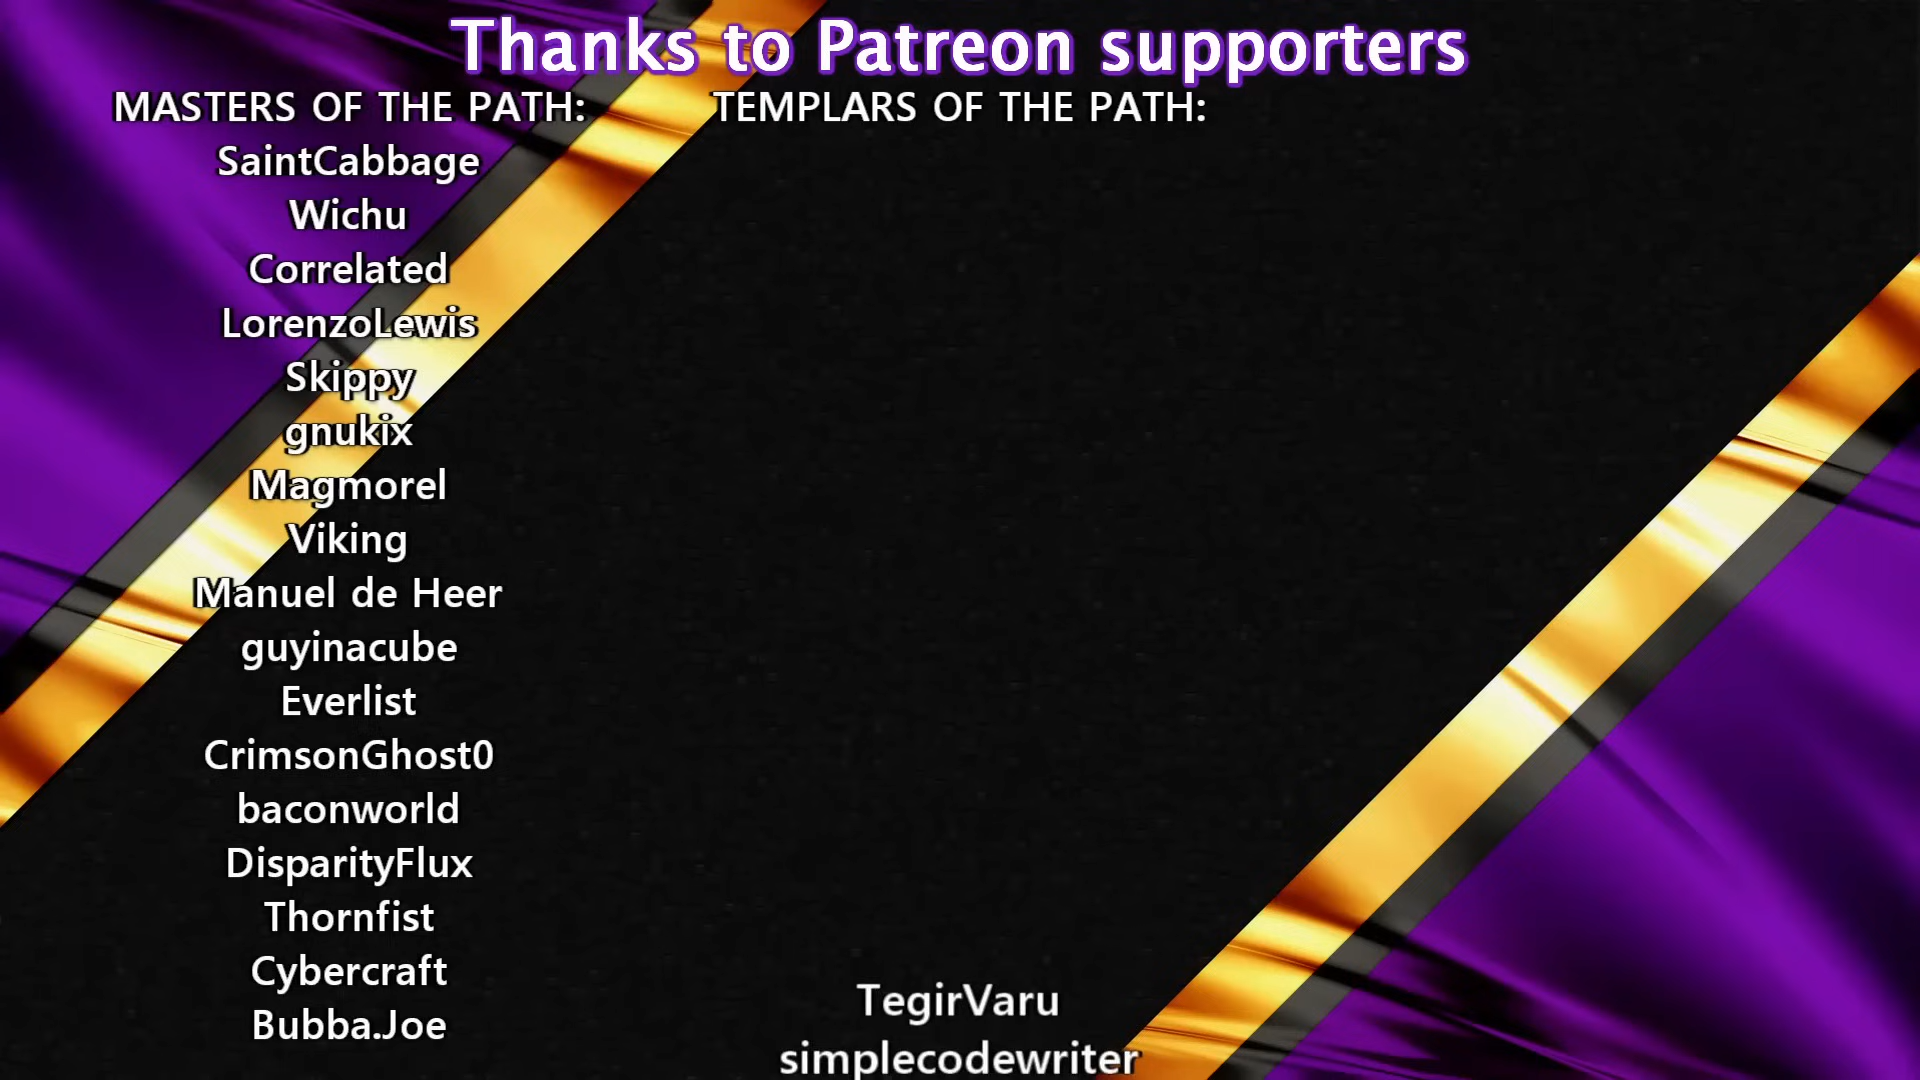 Thanks to Patreon supporters
MASTERS OF THE PATH:
SaintCabbage
Wichu
Correlated
LorenzoLewis
Skippy
gnukix
Magmorel
Viking
Manuel de Heer
guyinacube
Everlist
CrimsonGhost0
baconworld
DisparityFlux
Thornfist
Cybercraft
Bubba.Joe
TEMPLARS OF THE PATH:
TegirVaru
simplecodewriter